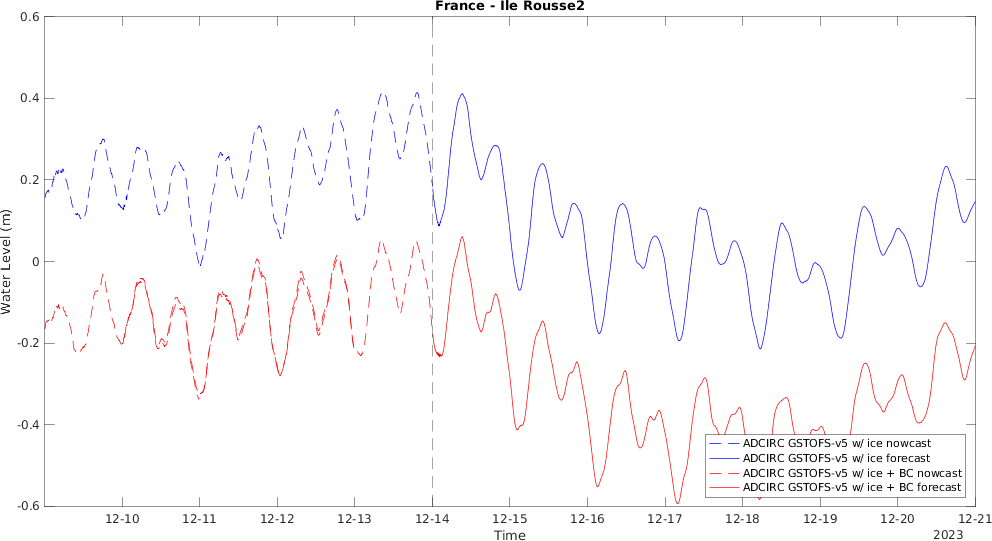 France - Ile Rousse2
0.6
0.4
0.2
0
-0.2
-0.4
-0.6
Water Level (m)
ADCIRC GSTOFS-v5 w/ ice nowcast
ADCIRC GSTOFS-v5 w/ ice forecast
ADCIRC GSTOFS-v5 w/ ice + BC nowcast
ADCIRC GSTOFS-v5 w/ ice + BC forecast
12-10 12-11 12-12 12-13 12-14 12-15 12-16 12-17 12-18 12-19 12-20 12-21
Time
2023